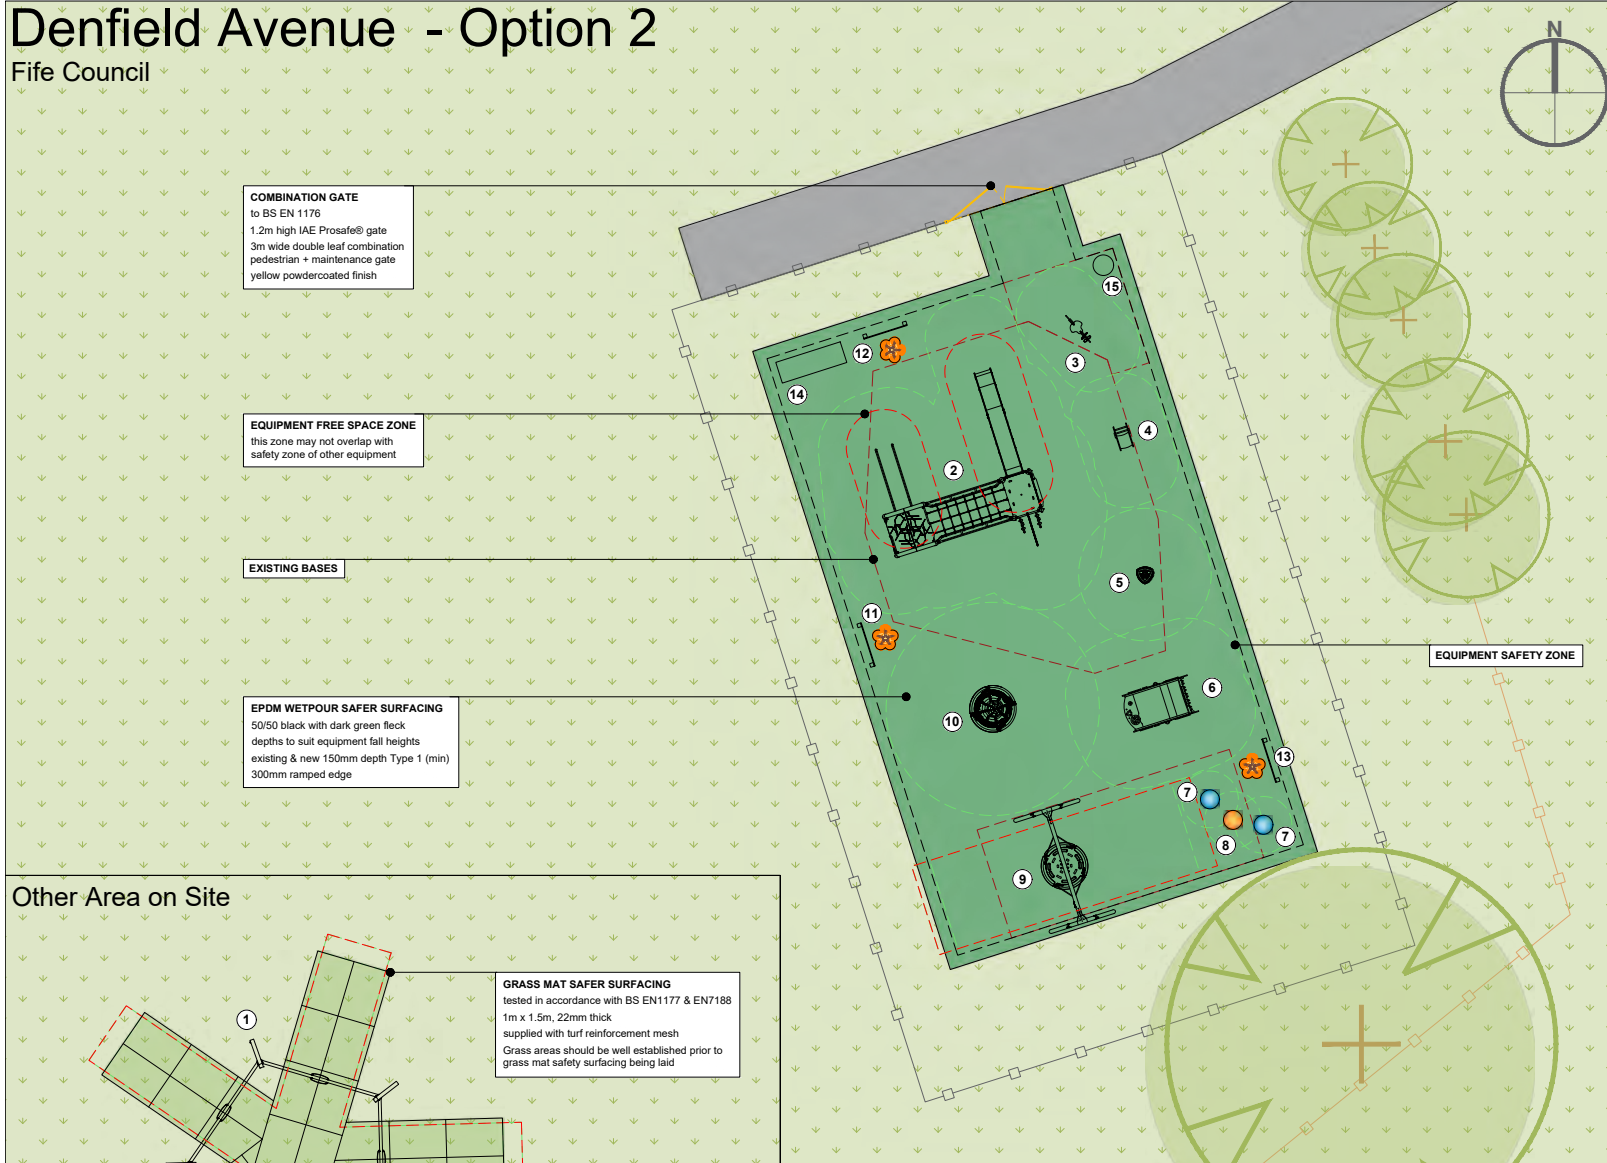 Denfield Avenue - Option 2
Fife Council
N
COMBINATION GATE
to BS EN 1176
1.2m high IAE Prosafe® gate
3m wide double leaf combination
pedestrian + maintenance gate
yellow powdercoated finish
15
12
3
14
EQUIPMENT FREE SPACE ZONE
this zone may not overlap with
safety zone of other equipment
4
2
EXISTING BASES
5
11
EQUIPMENT SAFETY ZONE
6
EPDM WETPOUR SAFER SURFACING
50/50 black with dark green fleck
depths to suit equipment fall heights
existing & new 150mm depth Type 1 (min)
300mm ramped edge
10
13
7
7
8
9
Other Area on Site
GRASS MAT SAFER SURFACING
tested in accordance with BS EN1177 & EN7188
1m x 1.5m, 22mm thick
supplied with turf reinforcement mesh
Grass areas should be well established prior to
grass mat safety surfacing being laid
1